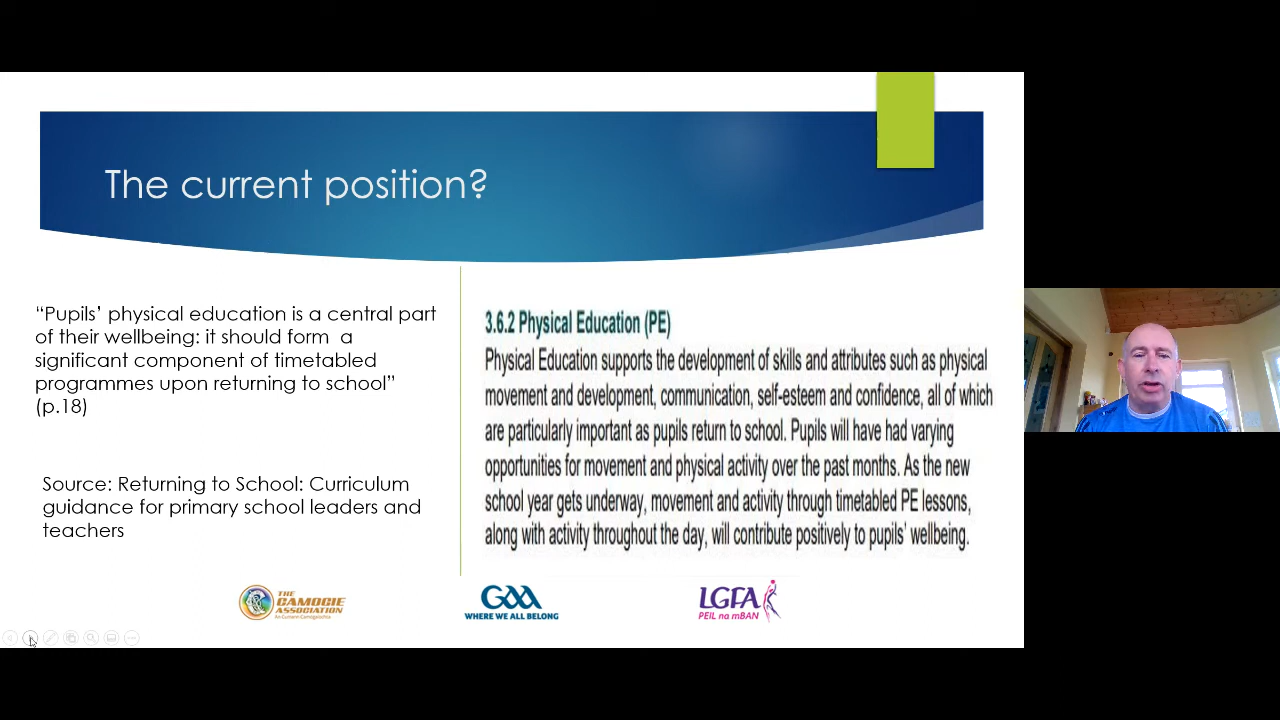 The current position?
“Pupils’ physical education is a central part
of their wellbeing: it should form  a
significant component of timetabled
programmes upon returning to school”
(p.18)
Source: Returning to School: Curriculum
guidance for primary school leaders and
teachers
3.6.2 Physical Education (PE)
Physical Education supports the development of skills and attributes such as physical
movement and development, communication, self-esteem and confidence, all of which
are particularly important as pupils return to school. Pupils will have had varying
opportunities for movement and physical activity over the past months. As the new
school year gets underway, movement and activity through timetabled PE lessons,
along with activity throughout the day, will contribute positively to pupils’ wellbeing.
THE
CAMOGIE
ASSOCIATION
An Cumann Camógaíochta
GAA
WHERE WE ALL BELONG
LGFA
PEIL na mBAN